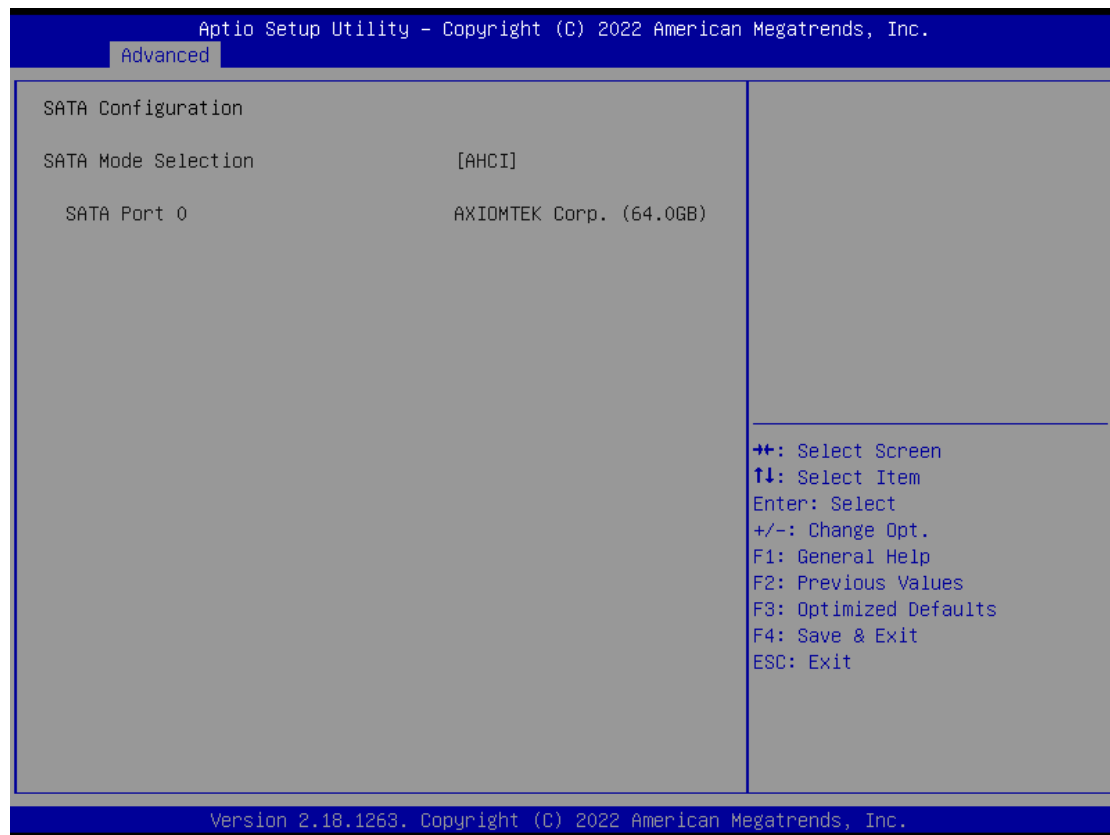 Aptio Setup Utility – Copyright (C) 2022 American Megatrends, Inc.
Advanced
SATA Configuration
SATA Mode Selection [AHCI]
SATA Port 0 AXIOMTEK Corp. (64.0GB)
→←: Select Screen
↑↓: Select Item
Enter: Select
+/-: Change Opt.
F1: General Help
F2: Previous Values
F3: Optimized Defaults
F4: Save & Exit
ESC: Exit
Version 2.18.1263. Copyright (C) 2022 American Megatrends, Inc.